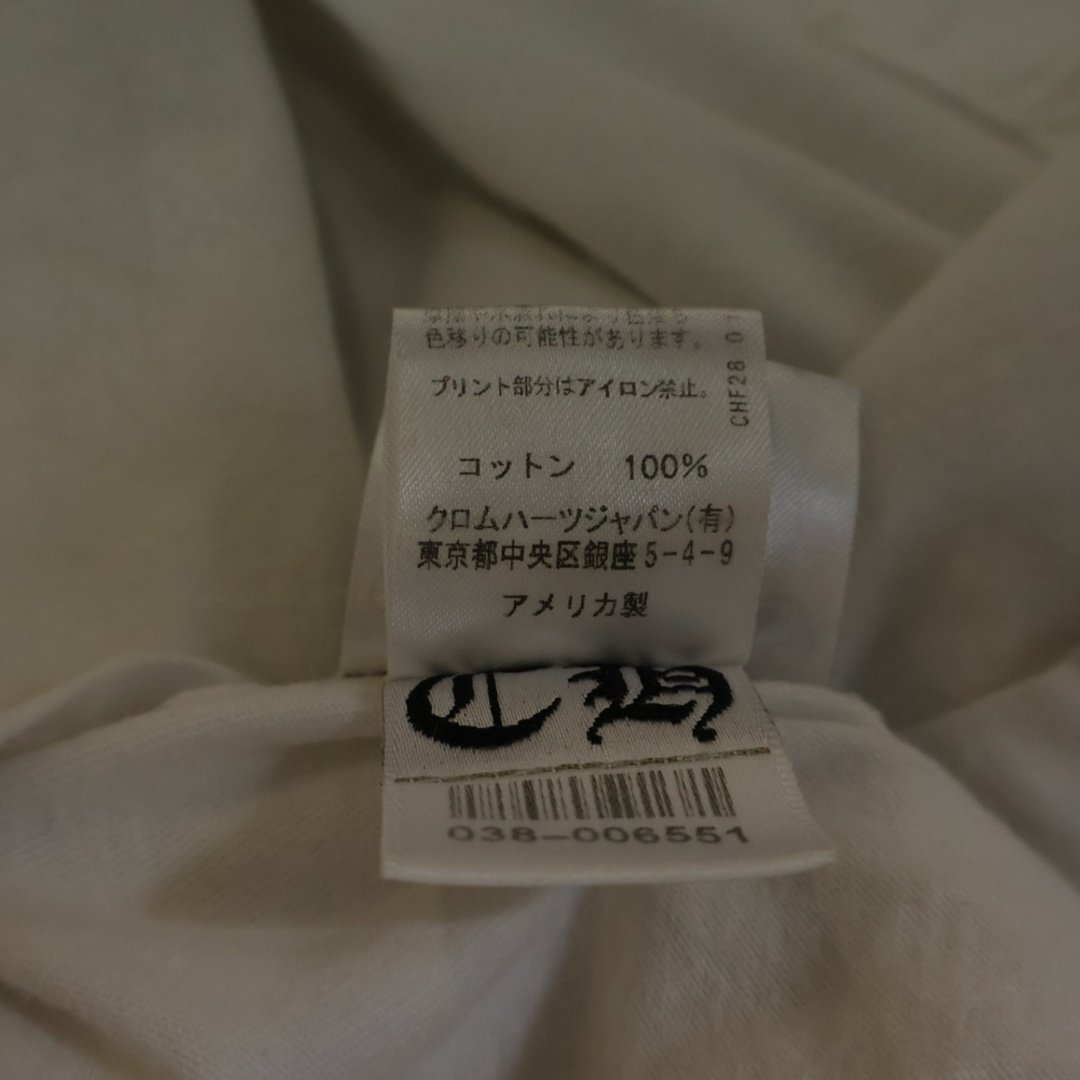 色移りの可能性があります。
プリント部分はアイロン禁止。
コットン 100%
クロムハーツジャパン(有)
東京都中央区銀座5-4-9
アメリカ製
CHF28 01
CH
038-006551